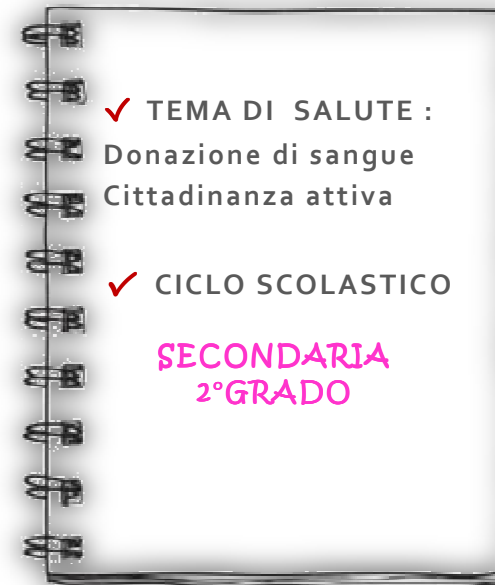 ✓ TEMA DI SALUTE :
Donazione di sangue
Cittadinanza attiva
✓ CICLO SCOLASTICO
SECONDARIA
2°GRADO